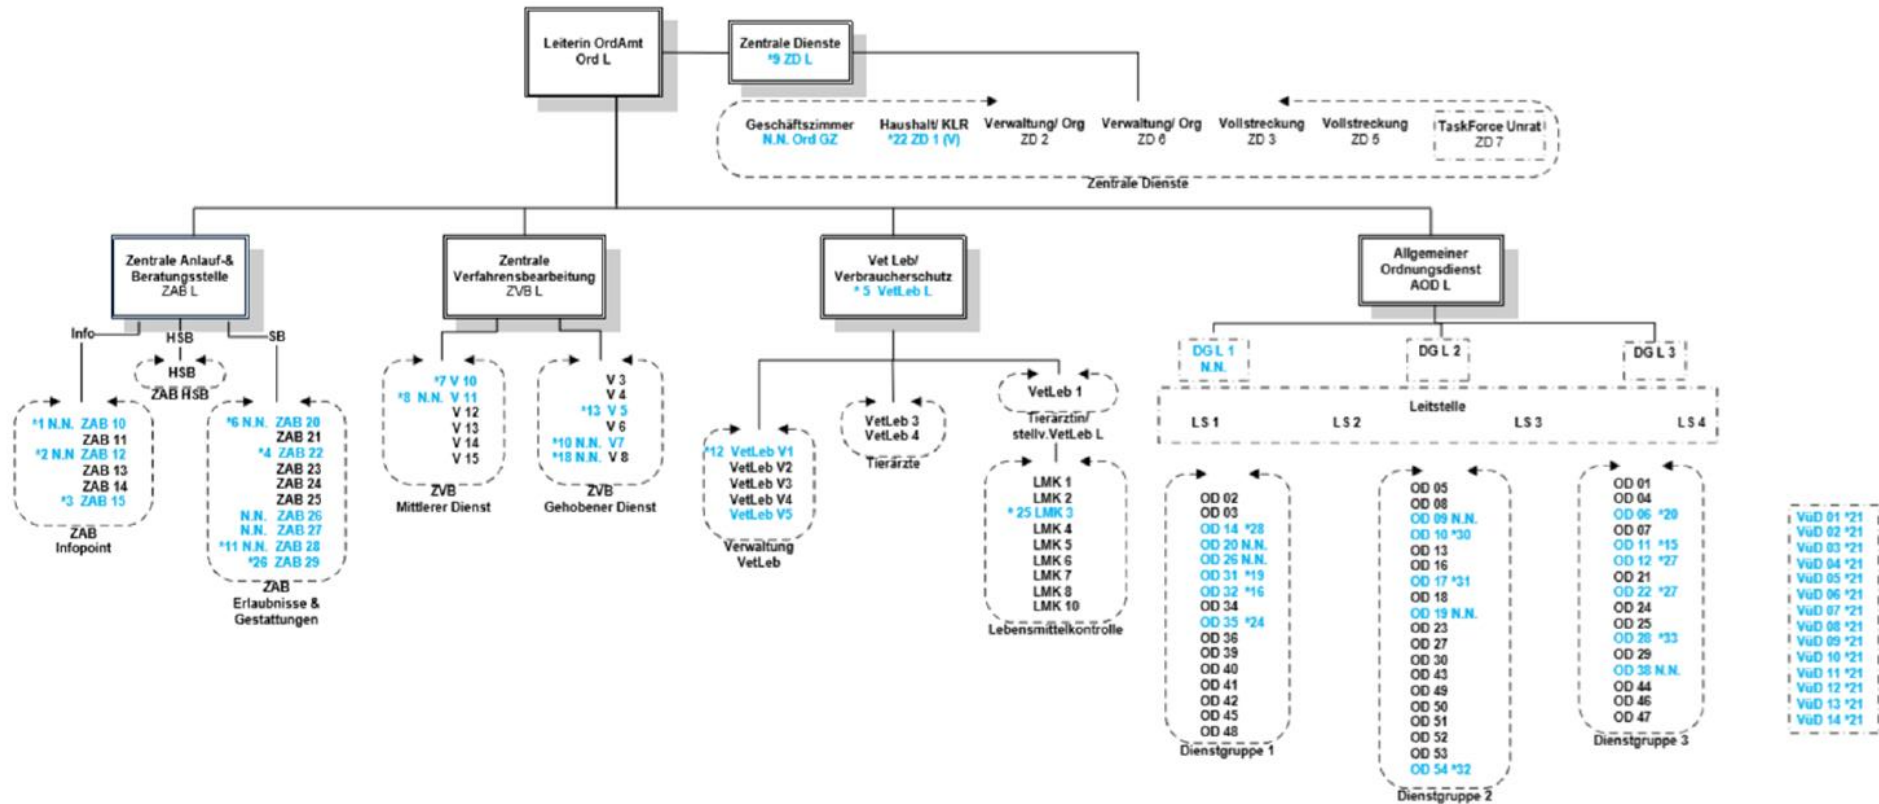 Leiterin OrdAmt
Ord L
Zentrale Dienste
*9 ZD L
Geschäftszimmer
N.N. Ord GZ
Haushalt/ KLR
*22 ZD 1 (V)
Verwaltung/ Org
ZD 2
Verwaltung/ Org
ZD 6
Vollstreckung
ZD 3
Vollstreckung
ZD 5
TaskForce Unrat
ZD 7
Zentrale Dienste
Zentrale Anlauf-&
Beratungsstelle
ZAB L
Zentrale
Verfahrensbearbeitung
ZVB L
Vet Leb/
Verbraucherschutz
* 5 VetLeb L
Allgemeiner
Ordnungsdienst
AOD L
Info
HSB
SB
HSB
ZAB HSB
*1 N.N. ZAB 10
ZAB 11
*2 N.N ZAB 12
ZAB 13
ZAB 14
*3 ZAB 15
ZAB
Infopoint
*6 N.N. ZAB 20
ZAB 21
*4 ZAB 22
ZAB 23
ZAB 24
ZAB 25
N.N. ZAB 26
N.N. ZAB 27
*11 N.N. ZAB 28
*26 ZAB 29
ZAB
Erlaubnisse &
Gestattungen
*7 V 10
*8 N.N. V 11
V 12
V 13
V 14
V 15
ZVB
Mittlerer Dienst
V 3
V 4
*13 V 5
V 6
*10 N.N. V7
*18 N.N. V 8
ZVB
Gehobener Dienst
*12 VetLeb V1
VetLeb V2
VetLeb V3
VetLeb V4
VetLeb V5
Verwaltung
VetLeb
VetLeb 3
VetLeb 4
Tierärzte
VetLeb 1
Tierärztin/
stellv.VetLeb L
LMK 1
LMK 2
* 25 LMK 3
LMK 4
LMK 5
LMK 6
LMK 7
LMK 8
LMK 10
Lebensmittelkontrolle
DG L 1
N.N.
DG L 2
DG L 3
Leitstelle
LS 1
LS 2
LS 3
LS 4
OD 02
OD 03
OD 14 *28
OD 20 N.N.
OD 26 N.N.
OD 31 *19
OD 32 *16
OD 34
OD 35 *24
OD 36
OD 39
OD 40
OD 41
OD 42
OD 45
OD 48
Dienstgruppe 1
OD 05
OD 08
OD 09 N.N.
OD 10 *30
OD 13
OD 16
OD 17 *31
OD 18
OD 19 N.N.
OD 23
OD 27
OD 30
OD 43
OD 49
OD 50
OD 51
OD 52
OD 53
OD 54 *32
Dienstgruppe 2
OD 01
OD 04
OD 06 *20
OD 07
OD 11 *15
OD 12 *27
OD 21
OD 22 *27
OD 24
OD 25
OD 28 *33
OD 29
OD 38 N.N.
OD 44
OD 46
OD 47
Dienstgruppe 3
VüD 01 *21
VüD 02 *21
VüD 03 *21
VüD 04 *21
VüD 05 *21
VüD 06 *21
VüD 07 *21
VüD 08 *21
VüD 09 *21
VüD 10 *21
VüD 11 *21
VüD 12 *21
VüD 13 *21
VüD 14 *21